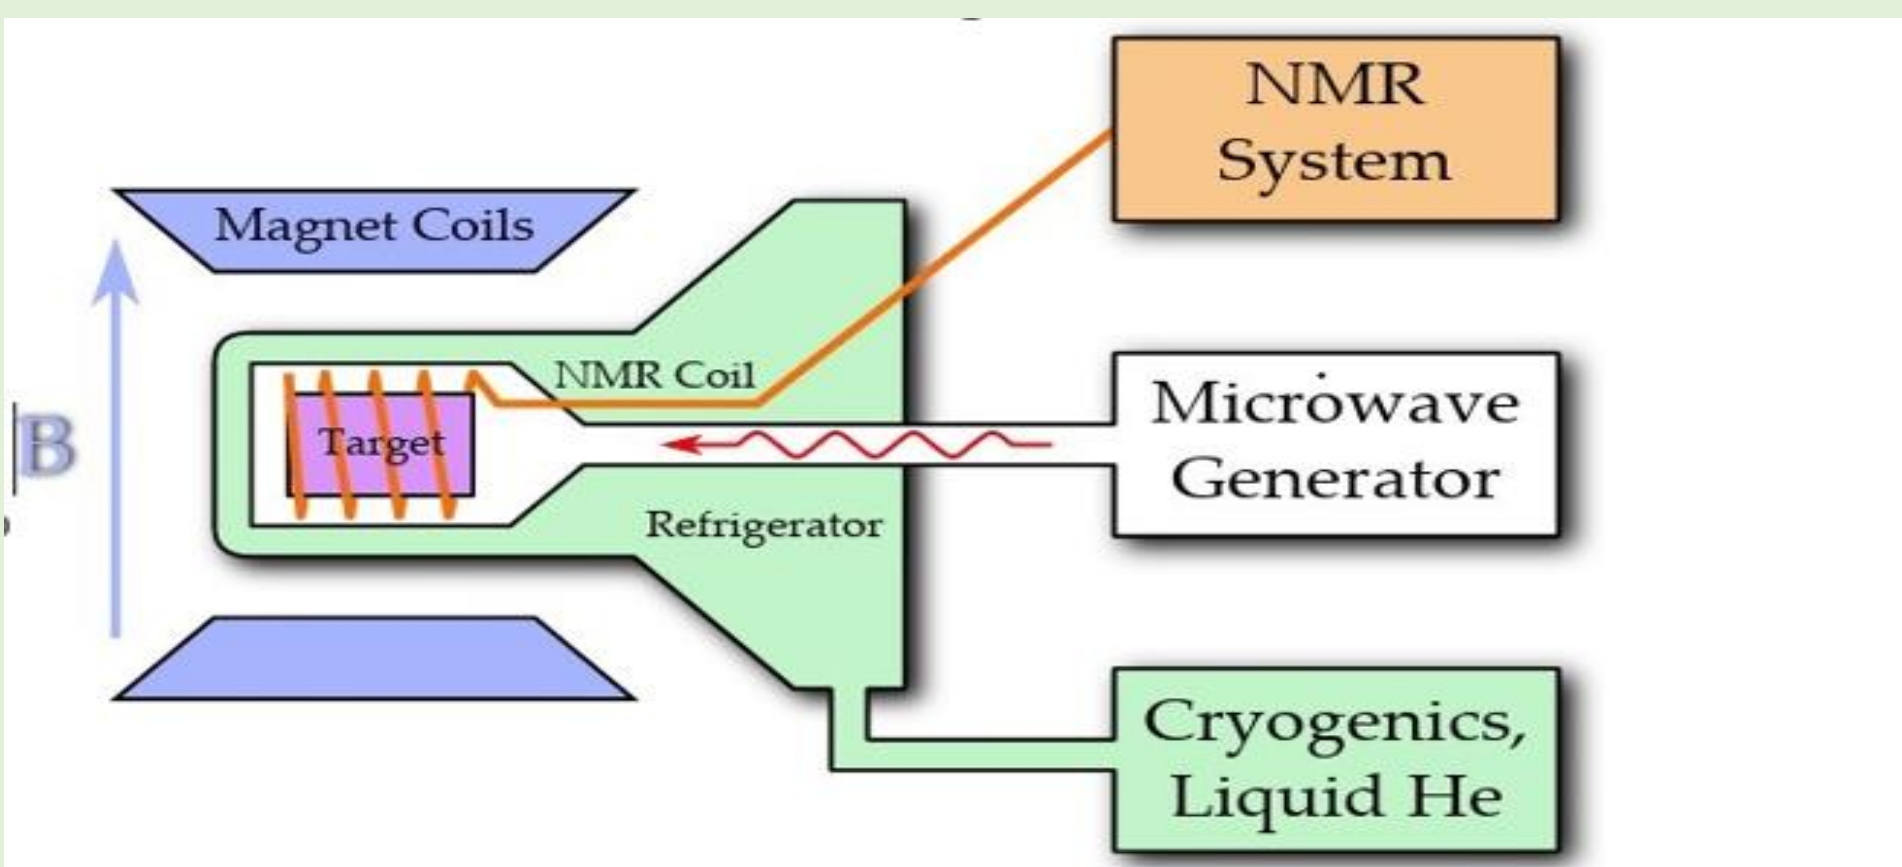 NMR
System
Magnet Coils
NMR Coil
Target
B
Microwave
Generator
Refrigerator
Cryogenics,
Liquid He